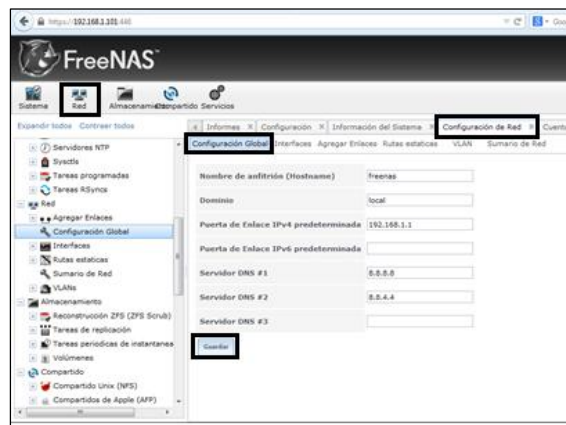 https://192.168.1.101:446
Goo
FreeNAS
Sistema Red Almacenamiento Compartido Servicios
Expandir todos Contraer todos
Informes X Configuración X Información del Sistema X Configuración de Red X Cuent
Configuración Global Interfaces Agregar Enlaces Rutas estaticas VLAN Sumario de Red
Servidores NTP
Sysctls
Tareas programadas
Tareas RSyncs
Red
Agregar Enlaces
Configuración Global
Interfaces
Rutas estaticas
Sumario de Red
VLANs
Almacenamiento
Reconstrucción ZFS (ZFS Scrub)
Tareas de replicación
Tareas periodicas de instantanea
Volúmenes
Compartido
Compartido Unix (NFS)
Compartidos de Apple (AFP)
Nombre de anfitrión (Hostname) freenas
Dominio local
Puerta de Enlace IPv4 predeterminada 192.168.1.1
Puerta de Enlace IPv6 predeterminada
Servidor DNS #1 8.8.8.8
Servidor DNS #2 8.8.4.4
Servidor DNS #3
Guardar